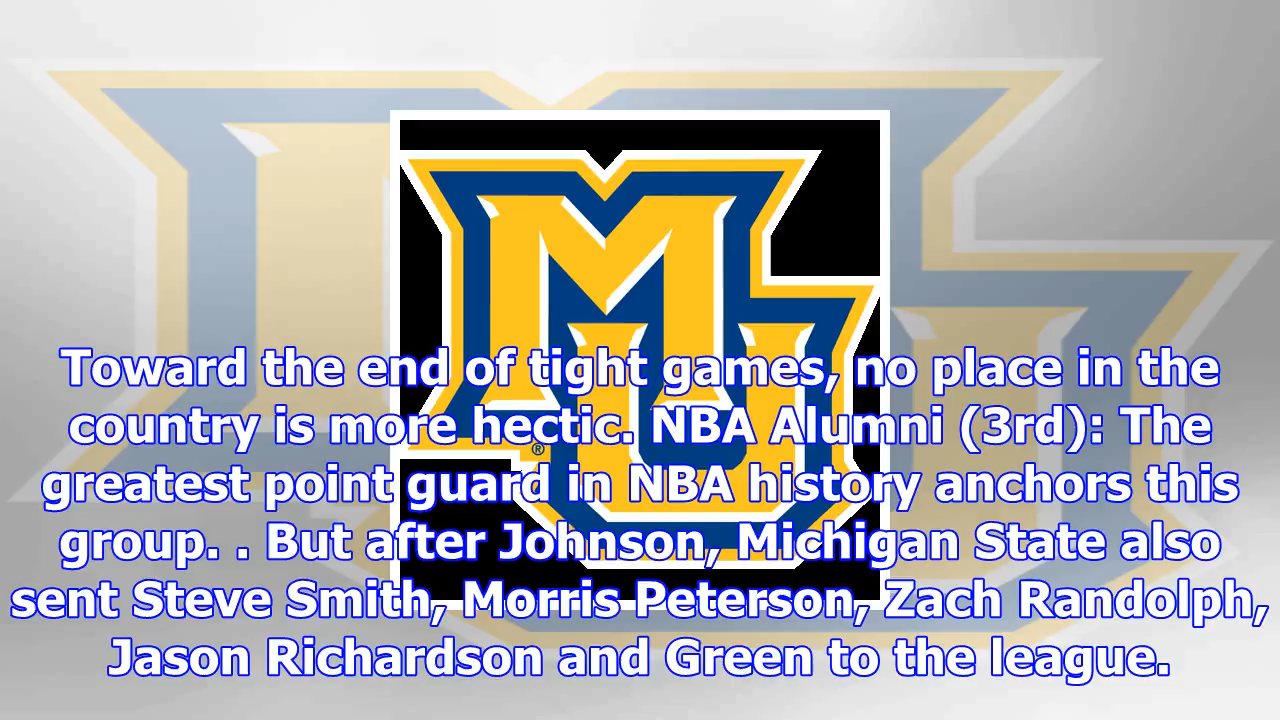 MU
®
Toward the end of tight games, no place in the
country is more hectic. NBA Alumni (3rd): The
greatest point guard in NBA history anchors this
group. . But after Johnson, Michigan State also
sent Steve Smith, Morris Peterson, Zach Randolph,
Jason Richardson and Green to the league.